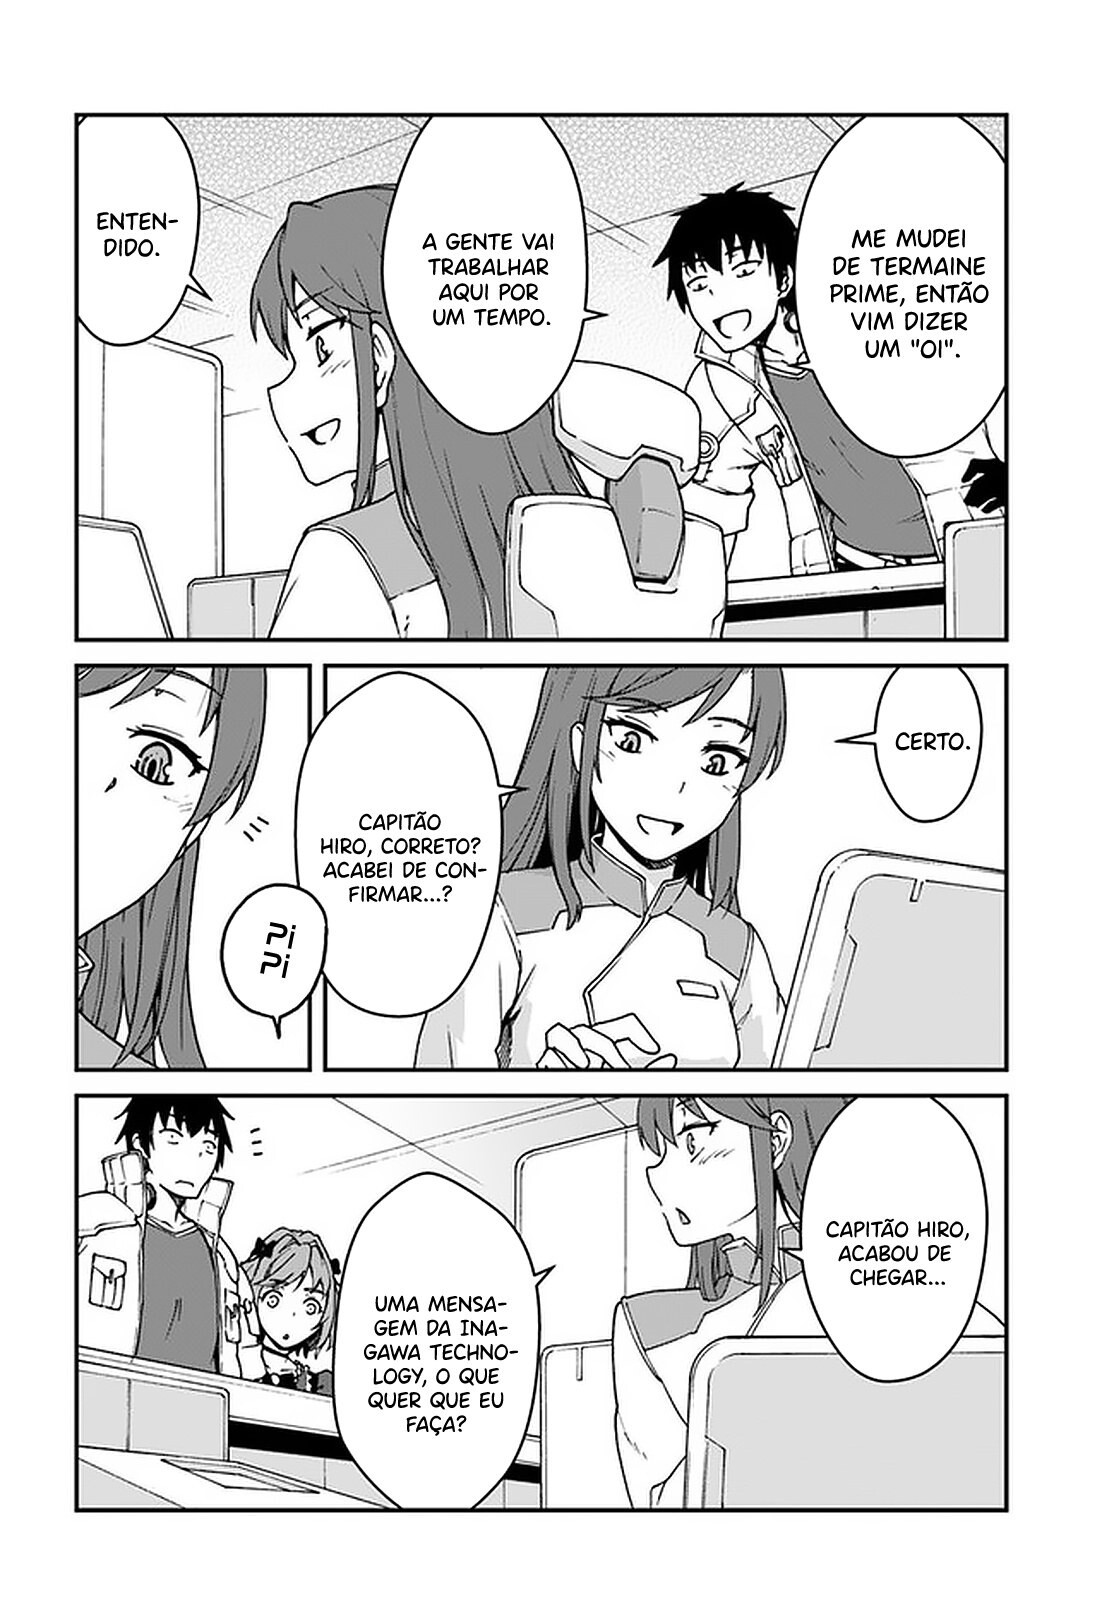 ME MUDEI
DE TERMAINE
PRIME, ENTÃO
VIM DIZER
UM "OI".
A GENTE VAI
TRABALHAR
AQUI POR
UM TEMPO.
ENTEN-
DIDO.
CERTO.
CAPITÃO
HIRO, CORRETO?
ACABEI DE CON-
FIRMAR...?
Pi
Pi
CAPITÃO HIRO,
ACABOU DE
CHEGAR...
UMA MENSA-
GEM DA INA-
GAWA TECHNO-
LOGY, O QUE
QUER QUE EU
FAÇA?